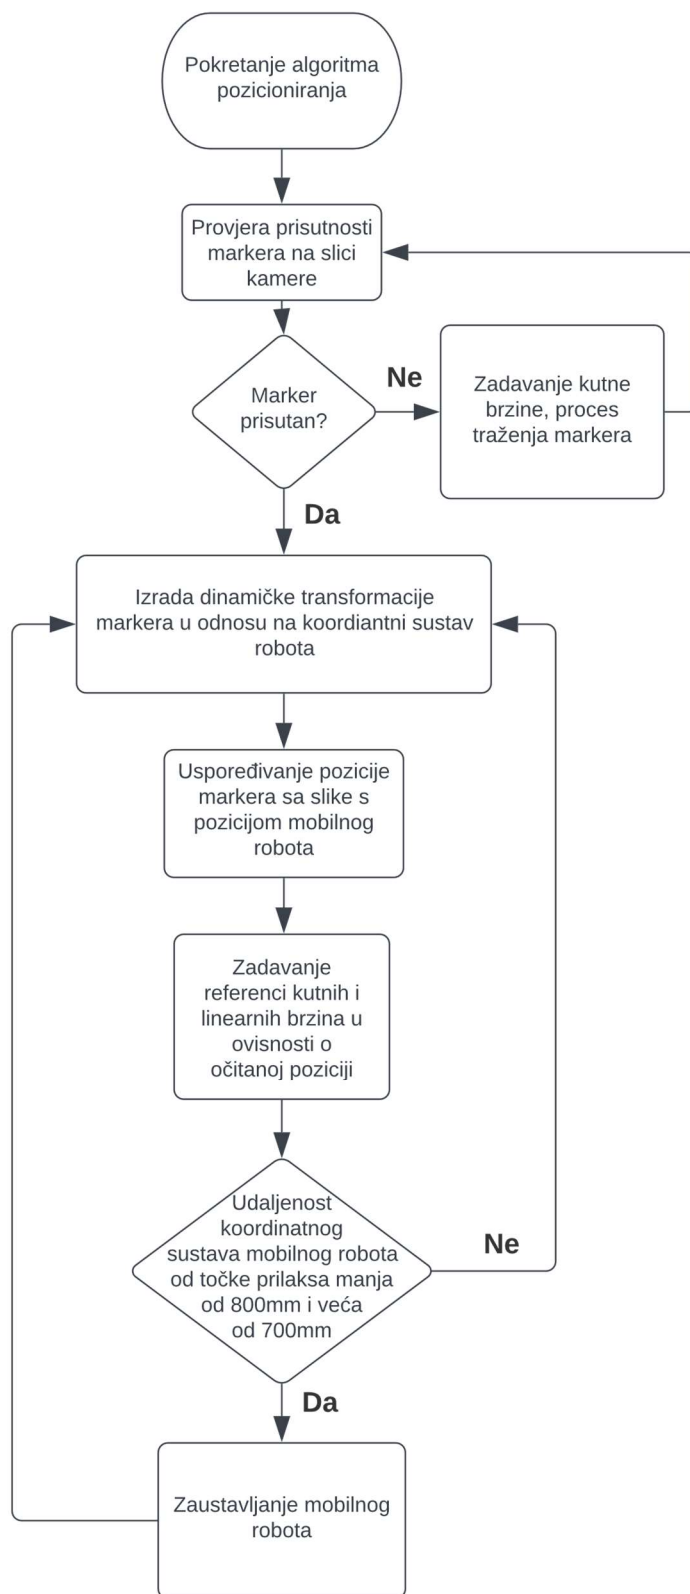 Pokretanje algoritma
pozicioniranja
Provjera prisutnosti
markera na slici
kamere
Marker
prisutan?
Ne
Zadavanje kutne
brzine, proces
traženja markera
Da
Izrada dinamičke transformacije
markera u odnosu na koordiantni sustav
robota
Uspoređivanje pozicije
markera sa slike s
pozicijom mobilnog
robota
Zadavanje
referenci kutnih i
linearnih brzina u
ovisnosti o
očitanoj poziciji
Udaljenost
koordinatnog
sustava mobilnog robota
od točke prilaksa manja
od 800mm i veća
od 700mm
Ne
Da
Zaustavljanje mobilnog
robota